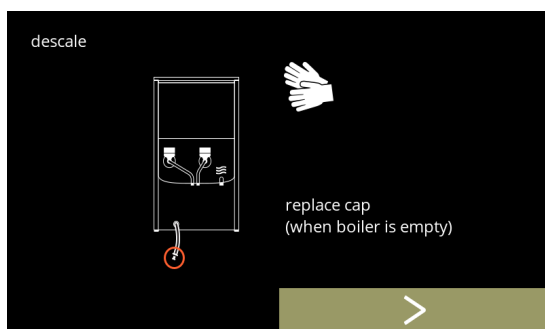 descale
replace cap
(when boiler is empty)